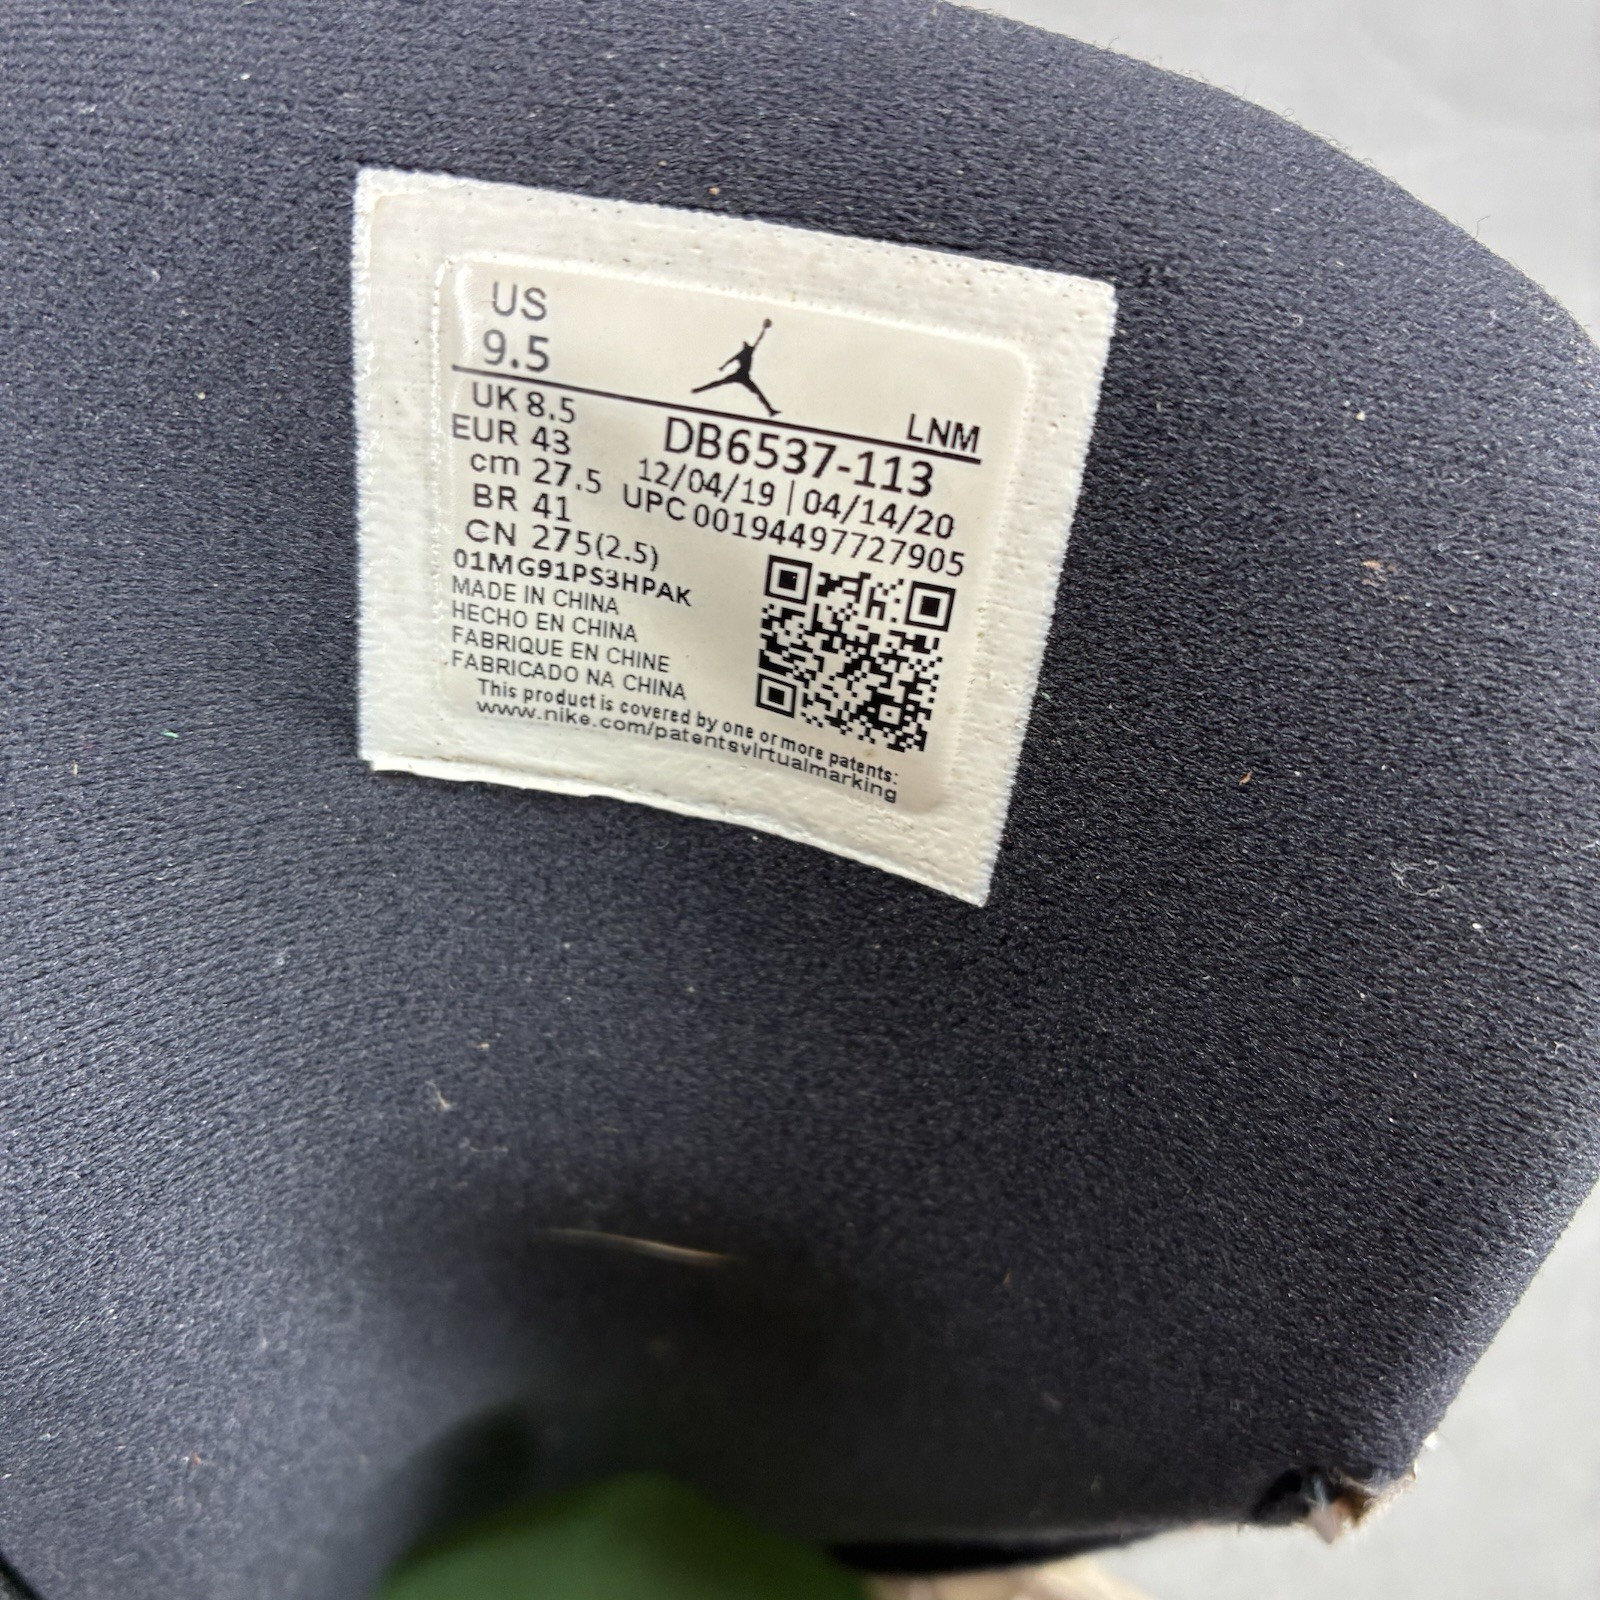 US
9.5
LNM
UK 8.5
EUR 43
cm 27.5
BR 41
CN 275(2.5)
DB6537-113
12/04/19 | 04/14/20
UPC 00194497727905
01MG91PS3HPAK
MADE IN CHINA
HECHO EN CHINA
FABRIQUE EN CHINE
FABRICADO NA CHINA
This product is covered by one or more patents:
www.nike.com/patentsvirtualmarking